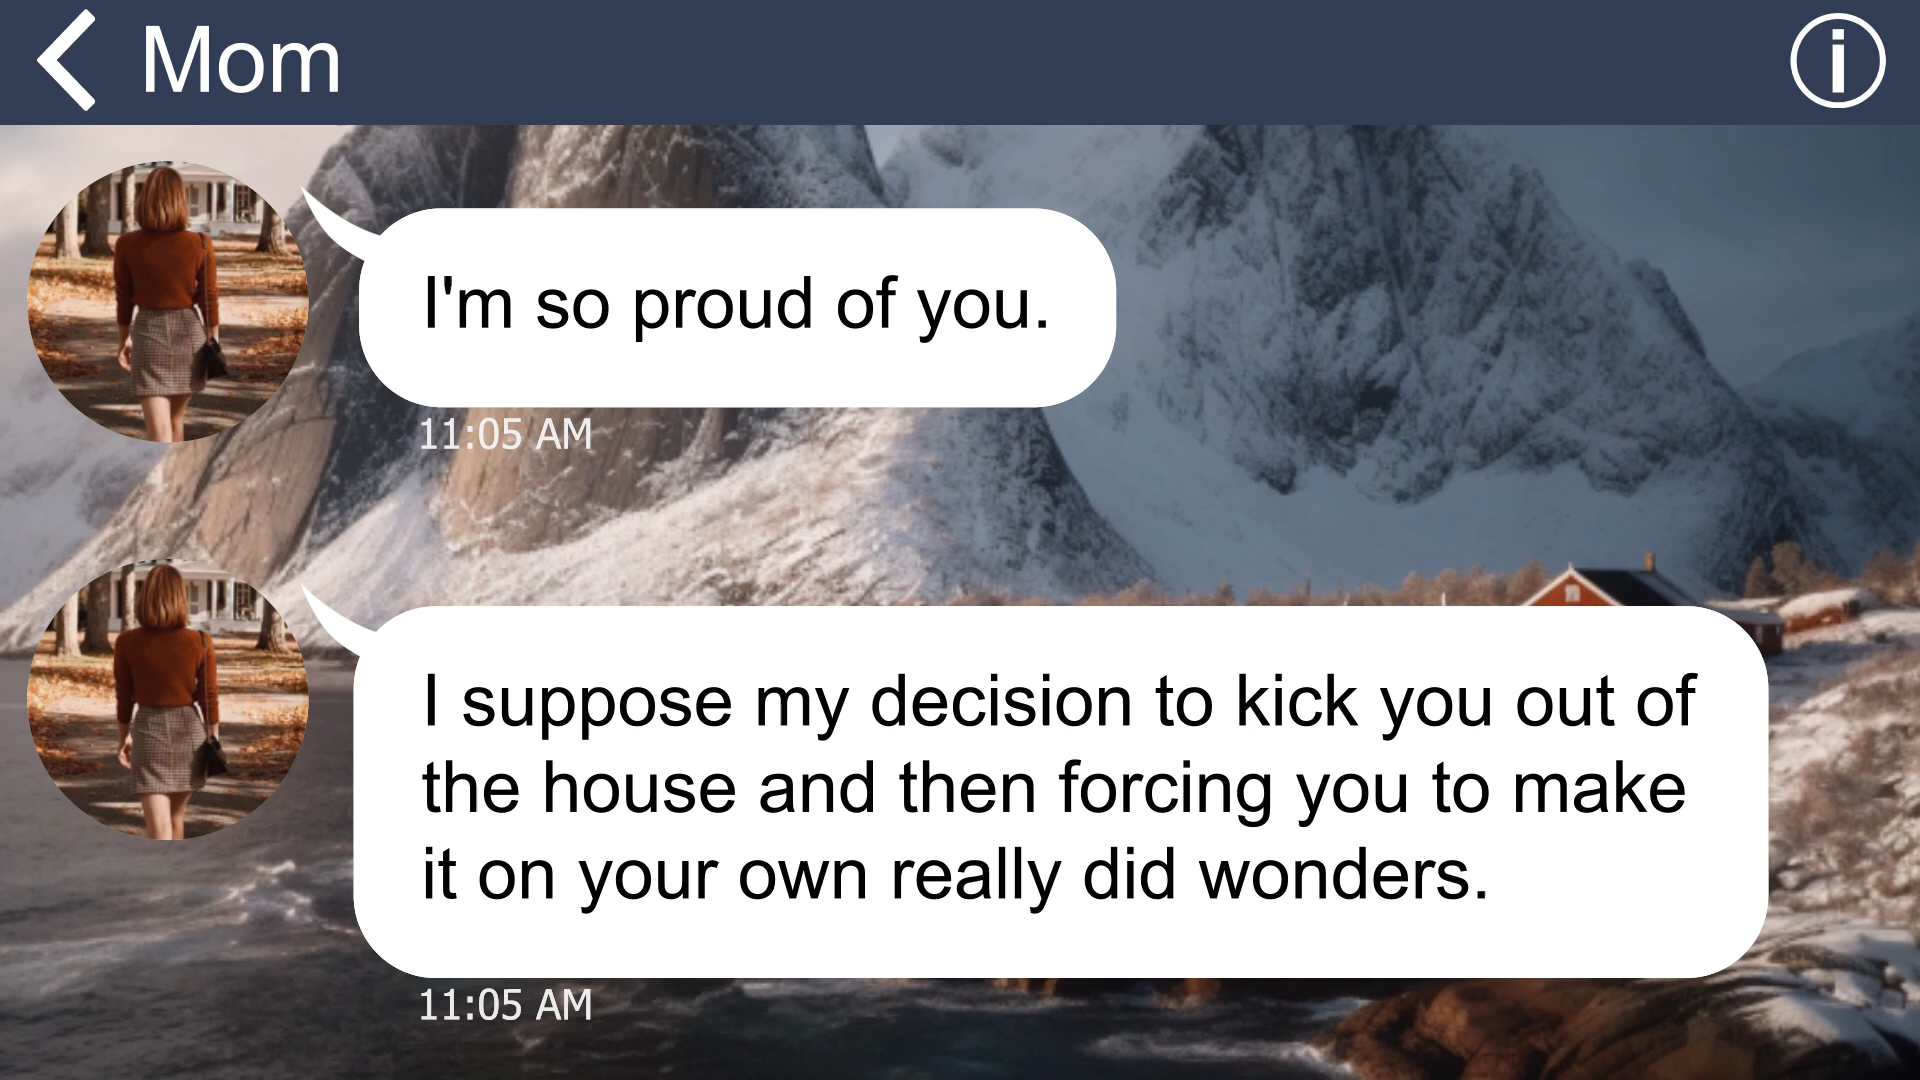 Mom
I'm so proud of you.
11:05 AM
I suppose my decision to kick you out of
the house and then forcing you to make
it on your own really did wonders.
11:05 AM